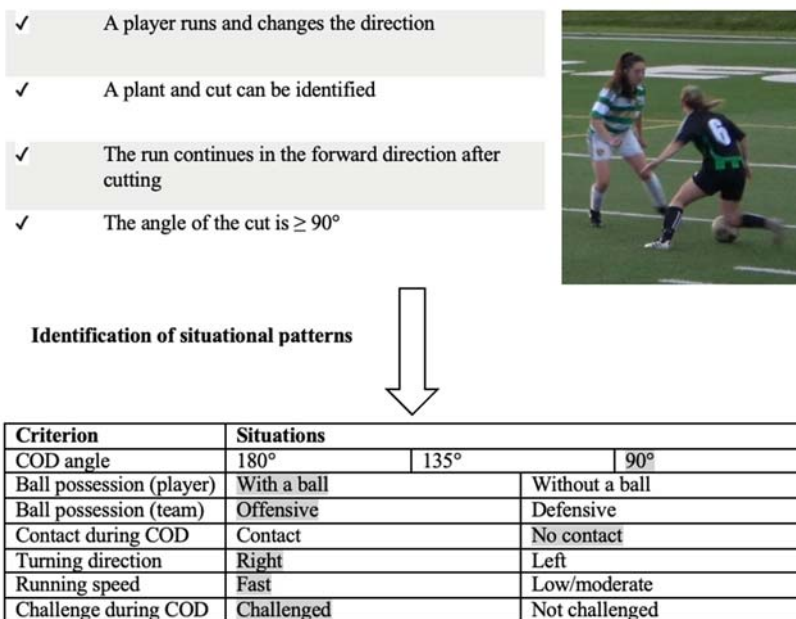 ✓ A player runs and changes the direction
✓ A plant and cut can be identified
✓ The run continues in the forward direction after
cutting
✓ The angle of the cut is ≥ 90°
6
Identification of situational patterns
Criterion Situations
COD angle 180° 135° 90°
Ball possession (player) With a ball Without a ball
Ball possession (team) Offensive Defensive
Contact during COD Contact No contact
Turning direction Right Left
Running speed Fast Low/moderate
Challenge during COD Challenged Not challenged